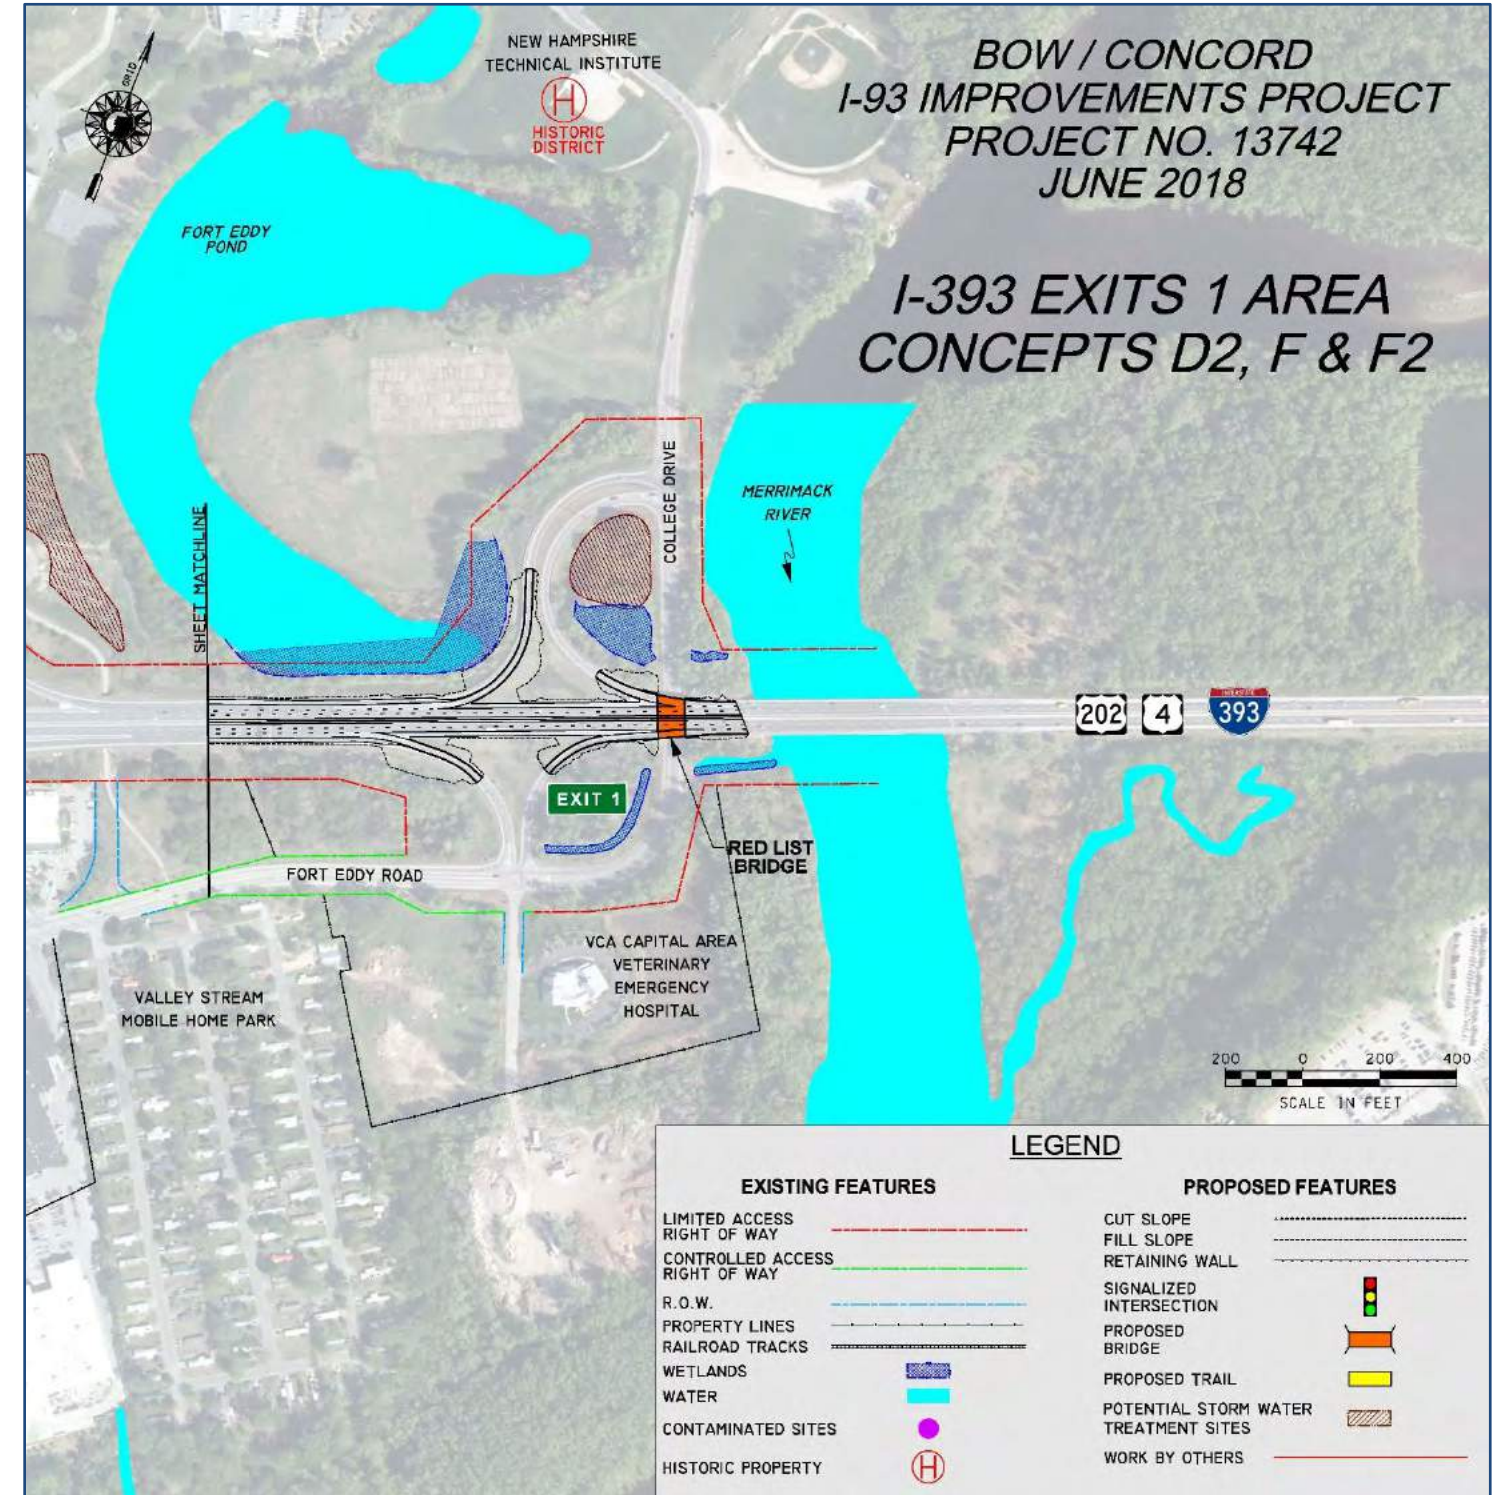 GRID
NEW HAMPSHIRE
TECHNICAL INSTITUTE
H
HISTORIC
DISTRICT
BOW / CONCORD
I-93 IMPROVEMENTS PROJECT
PROJECT NO. 13742
JUNE 2018
I-393 EXITS 1 AREA
CONCEPTS D2, F & F2
FORT EDDY
POND
COLLEGE DRIVE
MERRIMACK
RIVER
SHEET MATCHLINE
202
4
INTERSTATE
393
EXIT 1
RED LIST
BRIDGE
FORT EDDY ROAD
VCA CAPITAL AREA
VETERINARY
EMERGENCY
HOSPITAL
VALLEY STREAM
MOBILE HOME PARK
200 0 200 400
SCALE IN FEET
LEGEND
EXISTING FEATURES
LIMITED ACCESS
RIGHT OF WAY
CONTROLLED ACCESS
RIGHT OF WAY
R.O.W.
PROPERTY LINES
RAILROAD TRACKS
WETLANDS
WATER
CONTAMINATED SITES
HISTORIC PROPERTY
H
PROPOSED FEATURES
CUT SLOPE
FILL SLOPE
RETAINING WALL
SIGNALIZED
INTERSECTION
PROPOSED
BRIDGE
PROPOSED TRAIL
POTENTIAL STORM WATER
TREATMENT SITES
WORK BY OTHERS